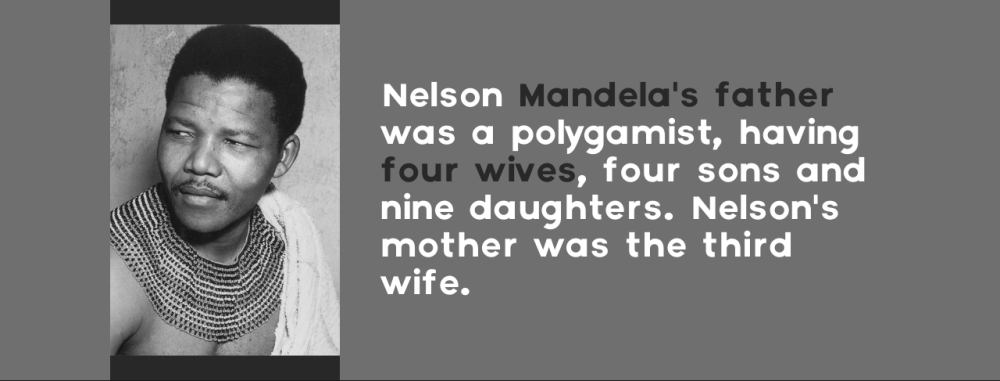 Nelson Mandela's father
was a polygamist, having
four wives, four sons and
nine daughters. Nelson's
mother was the third
wife.